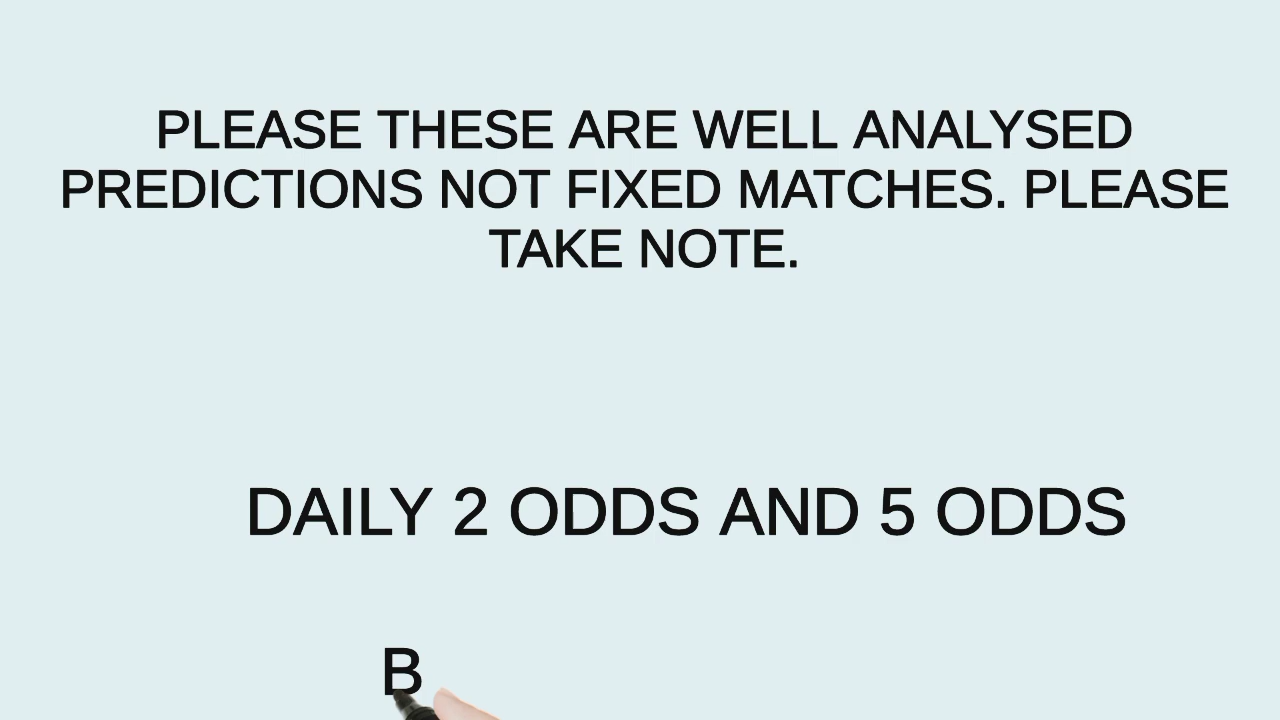 PLEASE THESE ARE WELL ANALYSED
PREDICTIONS NOT FIXED MATCHES. PLEASE
TAKE NOTE.
DAILY 2 ODDS AND 5 ODDS
B